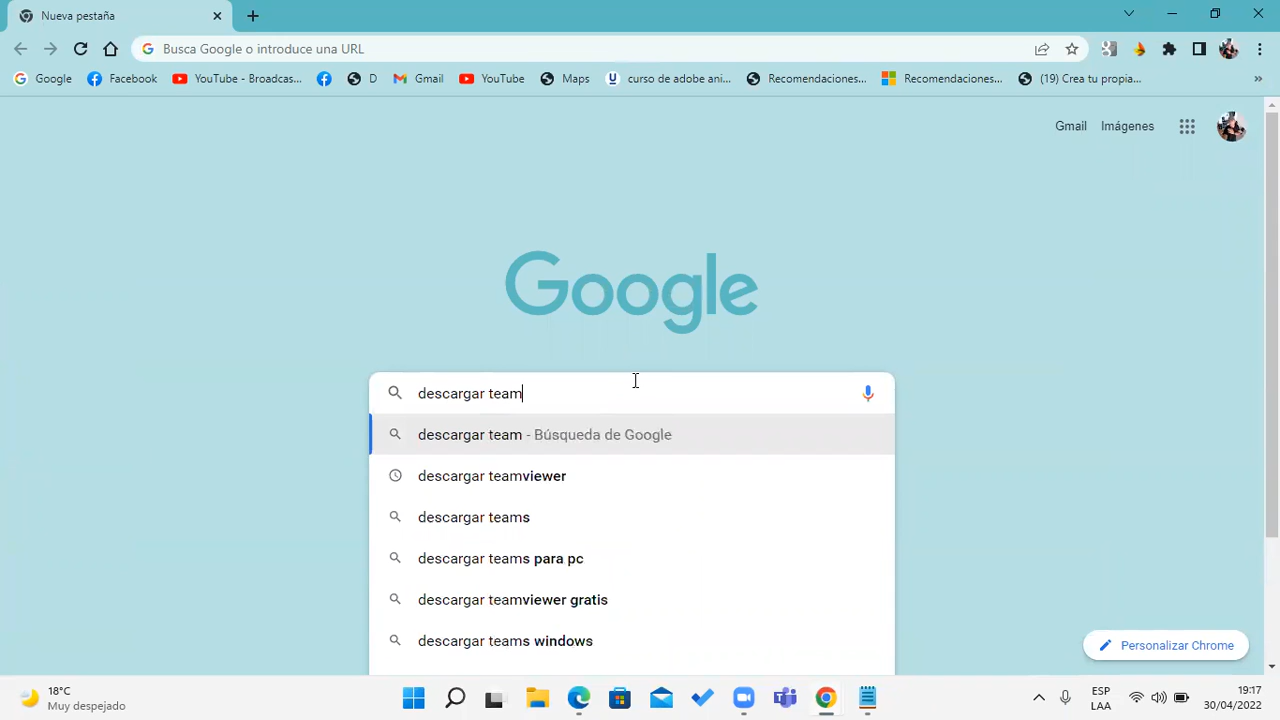 Nueva pestaña
Busca Google o introduce una URL
Google Facebook YouTube - Broadcas... D Gmail YouTube Maps curso de adobe ani... Recomendaciones... Recomendaciones... (19) Crea tu propia... »
Gmail Imágenes
Google
descargar team
descargar team - Búsqueda de Google
descargar teamviewer
descargar teams
descargar teams para pc
descargar teamviewer gratis
descargar teams windows
Personalizar Chrome
18°C
Muy despejado
ESP
LAA
19:17
30/04/2022